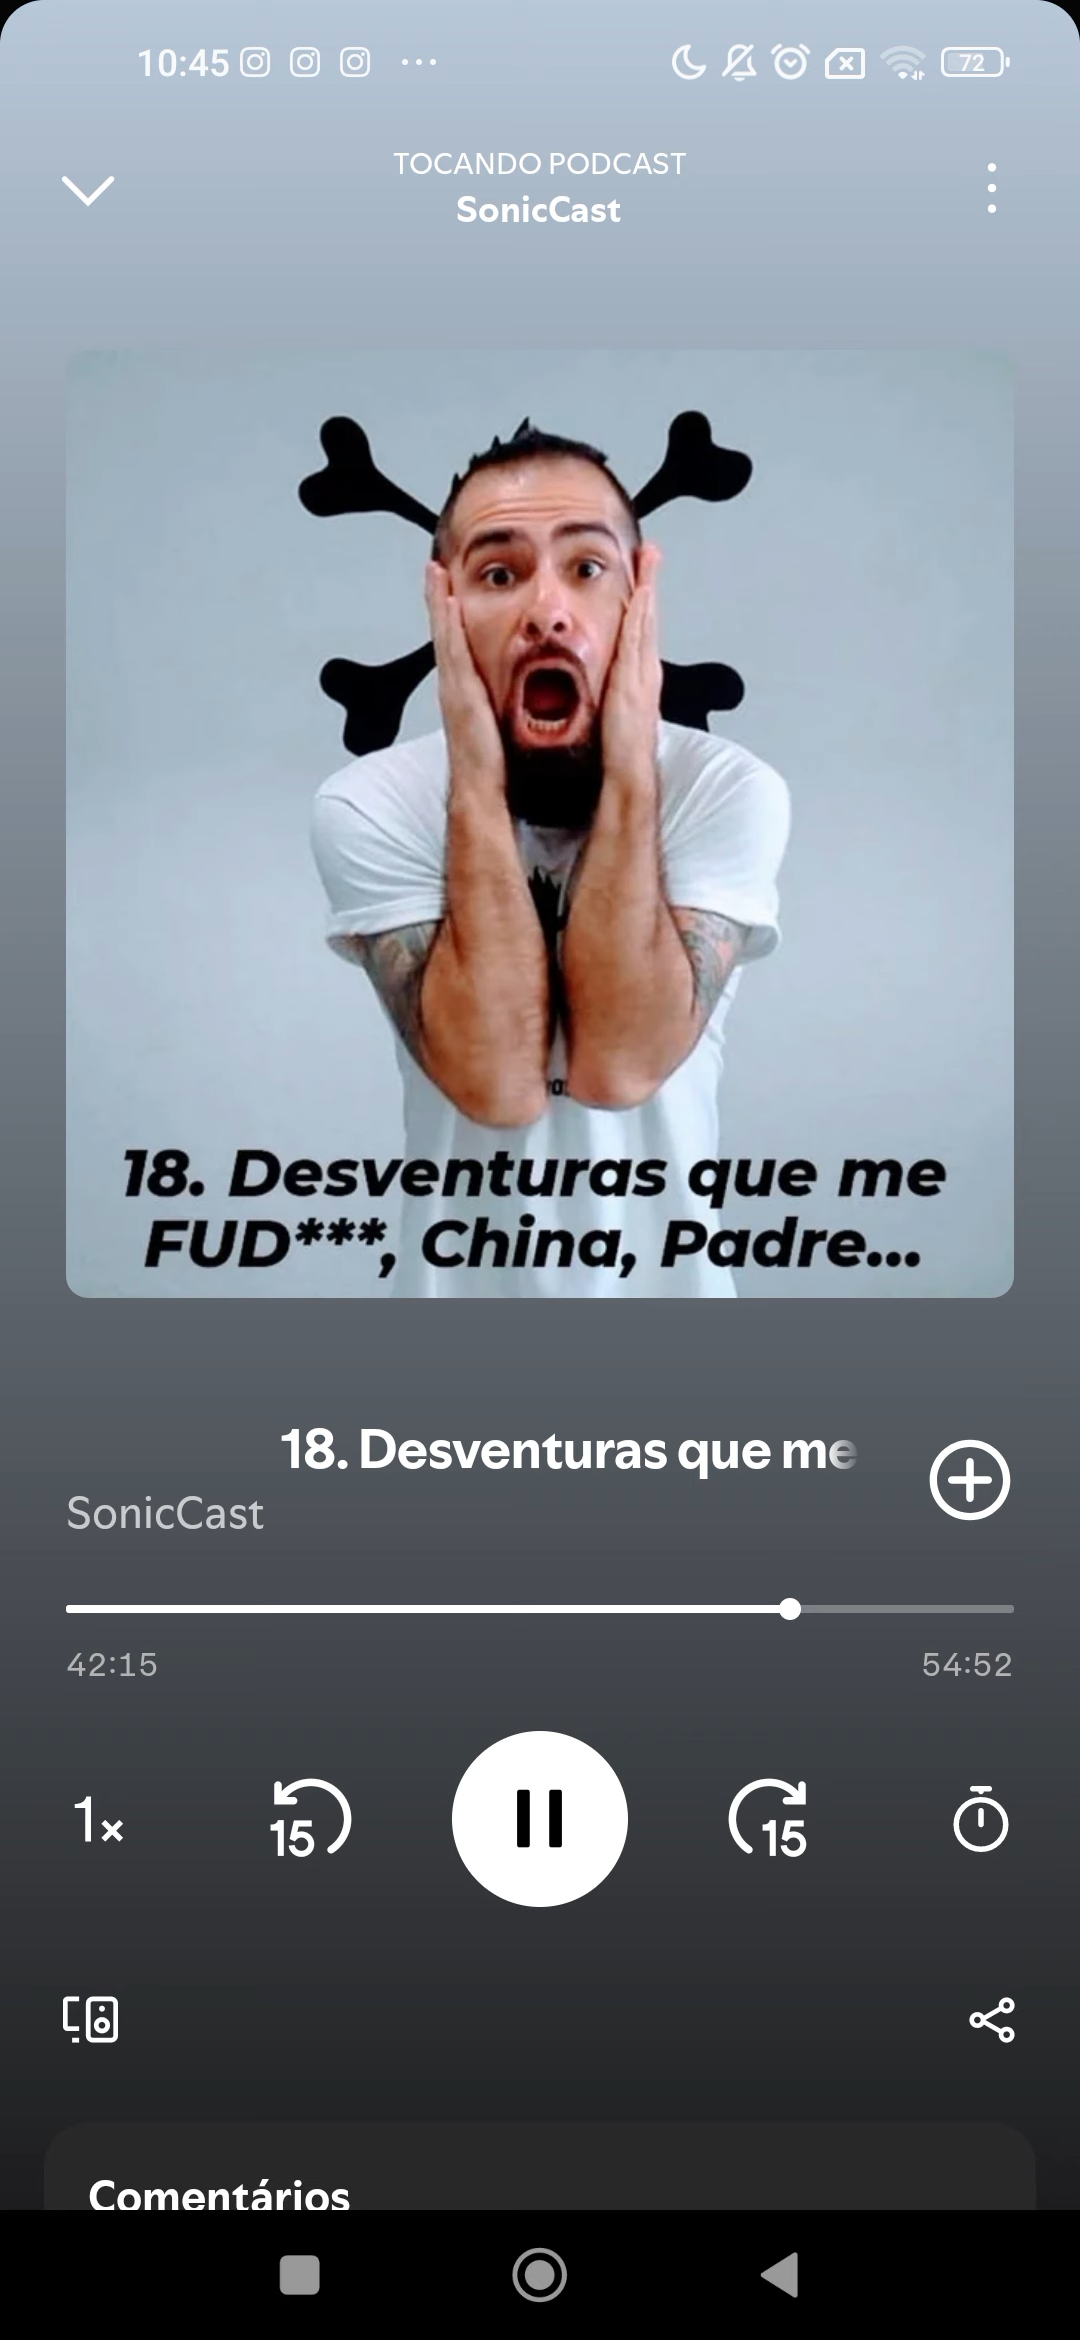 10:45
72
TOCANDO PODCAST
SonicCast
18. Desventuras que me
FUD***, China, Padre...
18. Desventuras que me
SonicCast
42:15
54:52
1x
15
15
Comentários